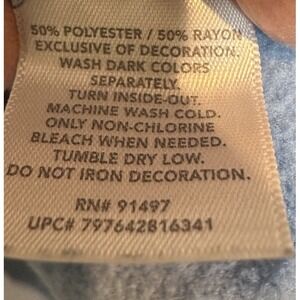 50% POLYESTER / 50% RAYON
EXCLUSIVE OF DECORATION.
WASH DARK COLORS
SEPARATELY.
TURN INSIDE-OUT.
MACHINE WASH COLD.
ONLY NON-CHLORINE
BLEACH WHEN NEEDED.
TUMBLE DRY LOW.
DO NOT IRON DECORATION.
RN# 91497
UPC# 797642816341